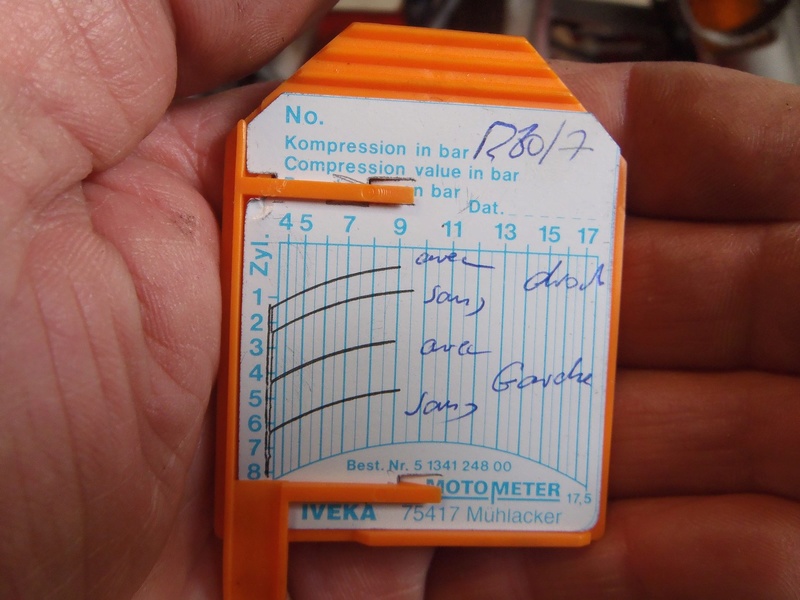 No.
Kompression in bar R80/7
Compression value in bar
n bar
Dat.
Zyl. 4 5 7 9 11 13 15 17
avec
droit
1
sans
2
3
avec
4
Gauche
5
sans
6
7
8
Best. Nr. 5 1341 248 00
MOTOMETER 17,5
IVEKA 75417 Mühlacker